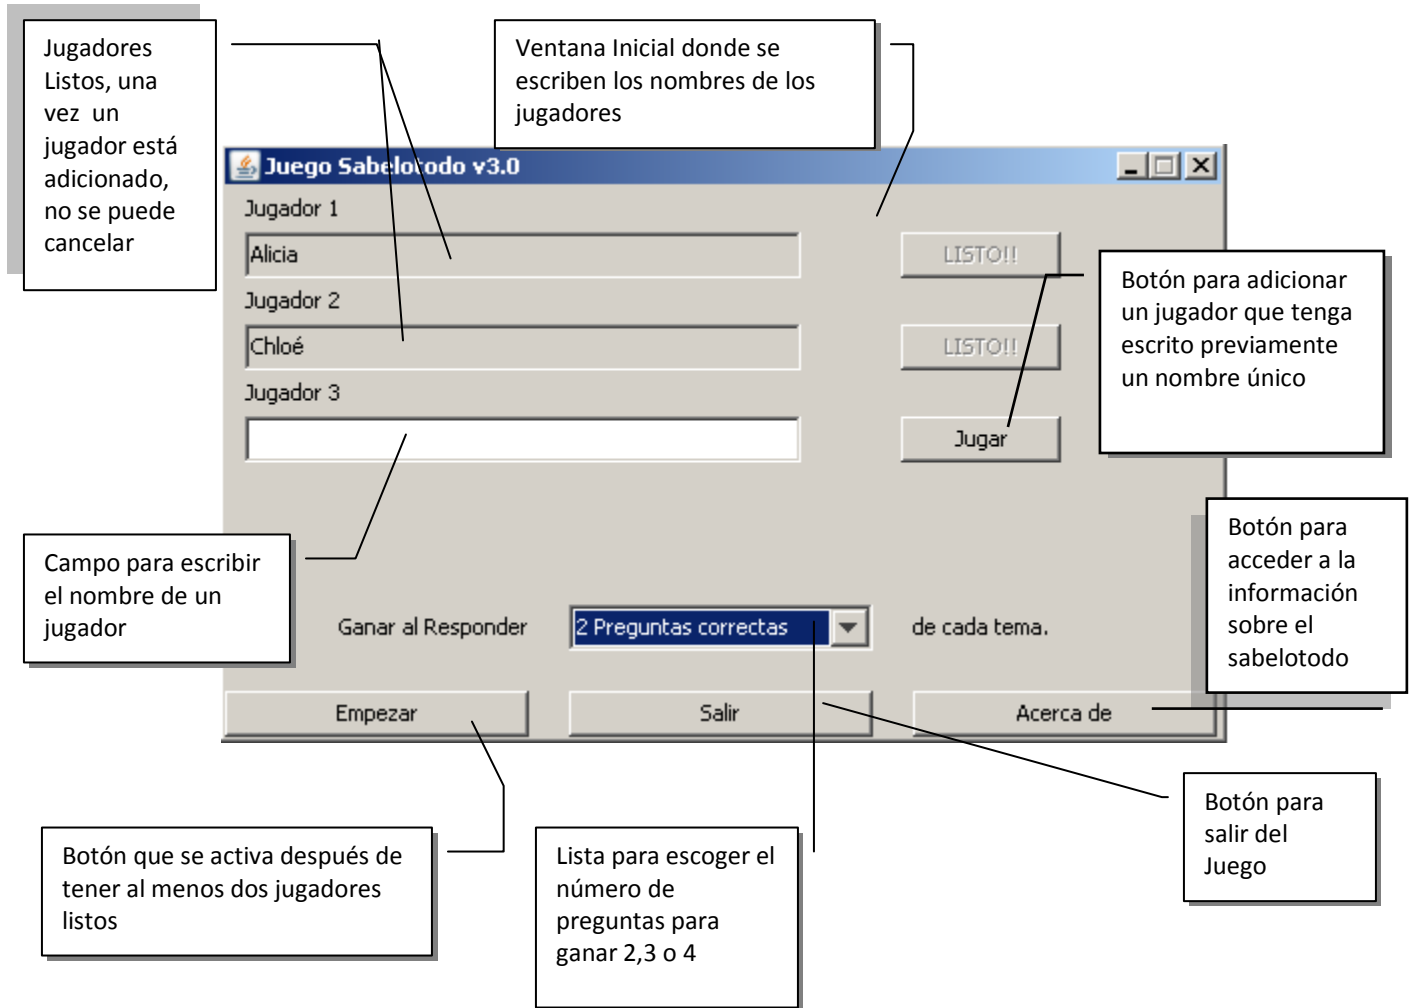 Jugadores
Listos, una
vez un
jugador está
adicionado,
no se puede
cancelar
Ventana Inicial donde se
escriben los nombres de los
jugadores
Juego Sabelotodo v3.0
Jugador 1
Alicia
LISTO!!
Jugador 2
Chloé
LISTO!!
Jugador 3
Jugar
Botón para adicionar
un jugador que tenga
escrito previamente
un nombre único
Campo para escribir
el nombre de un
jugador
Botón para
acceder a la
información
sobre el
sabelotodo
Ganar al Responder 2 Preguntas correctas de cada tema.
Empezar Salir Acerca de
Botón que se activa después de
tener al menos dos jugadores
listos
Lista para escoger el
número de
preguntas para
ganar 2,3 o 4
Botón para
salir del
Juego